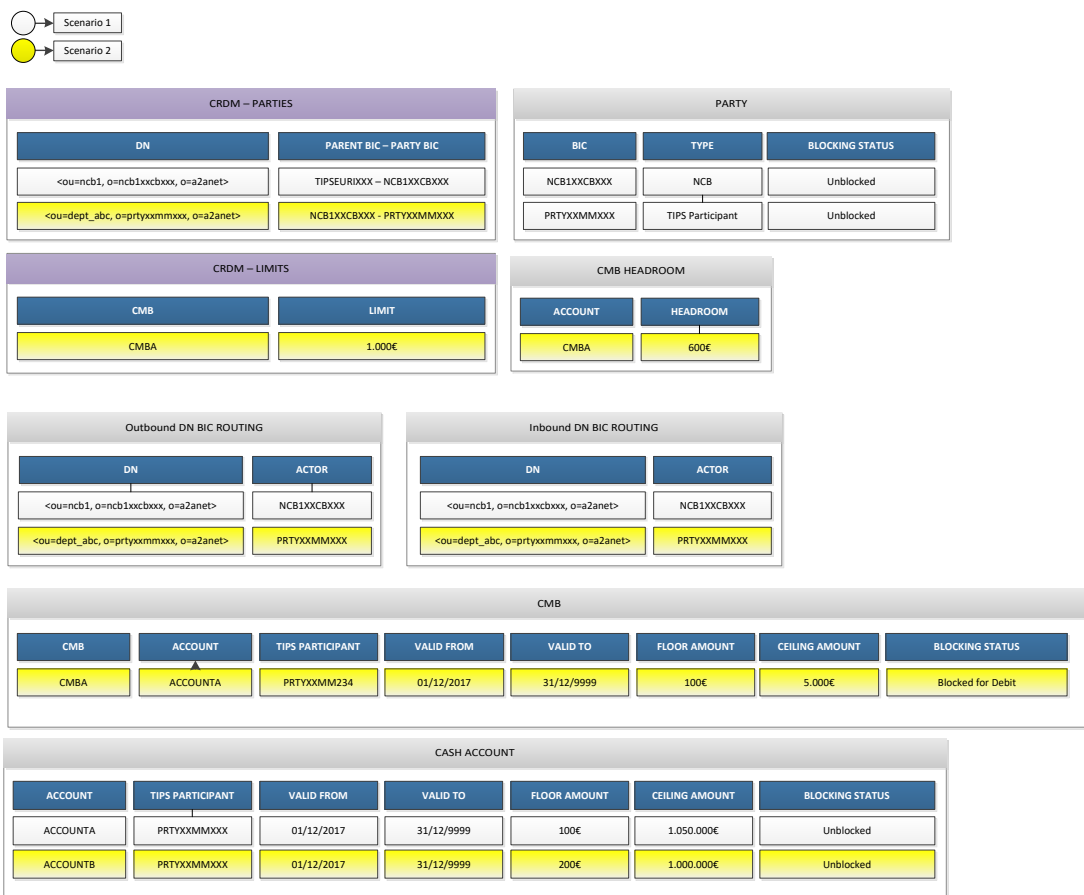 Scenario 1
Scenario 2
CRDM – PARTIES
DN PARENT BIC – PARTY BIC
<ou=ncb1, o=ncb1xxcbxxx, o=a2anet> TIPSEURIXXX – NCB1XXCBXXX
<ou=dept_abc, o=prtyxxmmxxx, o=a2anet> NCB1XXCBXXX - PRTYXXMMXXX
PARTY
BIC TYPE BLOCKING STATUS
NCB1XXCBXXX NCB Unblocked
PRTYXXMMXXX TIPS Participant Unblocked
CRDM – LIMITS
CMB LIMIT
CMBA 1.000€
CMB HEADROOM
ACCOUNT HEADROOM
CMBA 600€
Outbound DN BIC ROUTING
DN ACTOR
<ou=ncb1, o=ncb1xxcbxxx, o=a2anet> NCB1XXCBXXX
<ou=dept_abc, o=prtyxxmmxxx, o=a2anet> PRTYXXMMXXX
Inbound DN BIC ROUTING
DN ACTOR
<ou=ncb1, o=ncb1xxcbxxx, o=a2anet> NCB1XXCBXXX
<ou=dept_abc, o=prtyxxmmxxx, o=a2anet> PRTYXXMMXXX
CMB
CMB ACCOUNT TIPS PARTICIPANT VALID FROM VALID TO FLOOR AMOUNT CEILING AMOUNT BLOCKING STATUS
CMBA ACCOUNTA PRTYXXMM234 01/12/2017 31/12/9999 100€ 5.000€ Blocked for Debit
CASH ACCOUNT
ACCOUNT TIPS PARTICIPANT VALID FROM VALID TO FLOOR AMOUNT CEILING AMOUNT BLOCKING STATUS
ACCOUNTA PRTYXXMMXXX 01/12/2017 31/12/9999 100€ 1.050.000€ Unblocked
ACCOUNTB PRTYXXMMXXX 01/12/2017 31/12/9999 200€ 1.000.000€ Unblocked